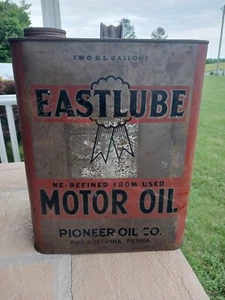 TWO U.S. GALLONS
EASTLUBE
RE-REFINED FROM USED
MOTOR OIL.
PIONEER OIL CO.
PHILADELPHIA, PENNA.